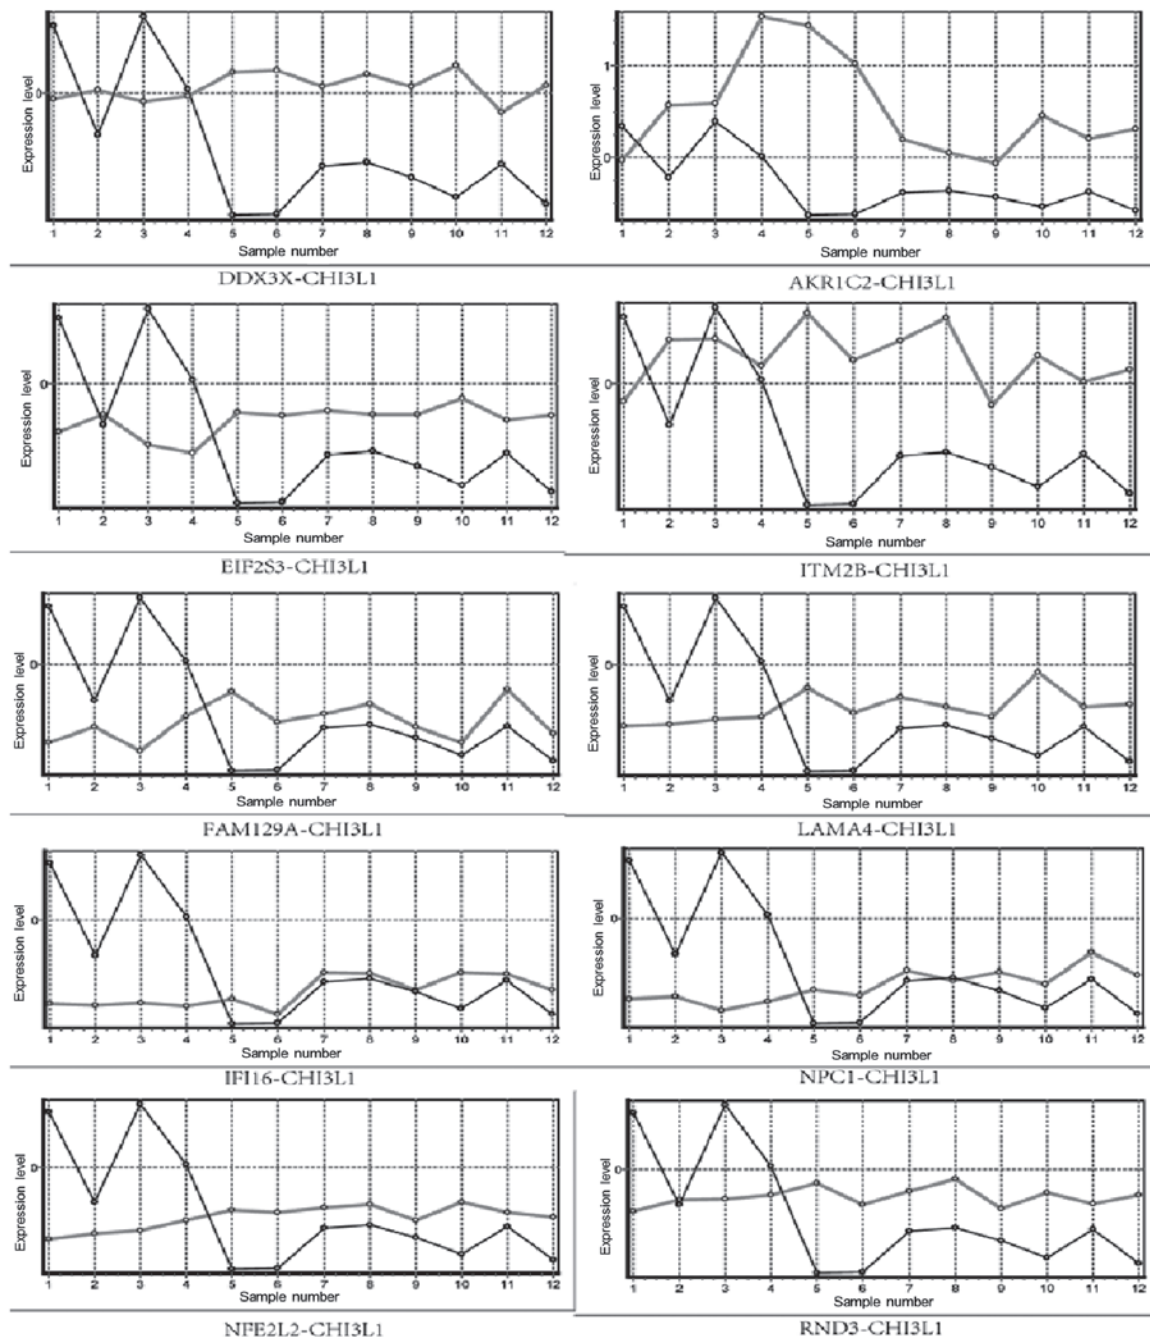 Expression level
0
1 2 3 4 5 6 7 8 9 10 11 12
Sample number
DDX3X-CHI3L1
Expression level
1
0
1 2 3 4 5 6 7 8 9 10 11 12
Sample number
AKR1C2-CHI3L1
Expression level
0
1 2 3 4 5 6 7 8 9 10 11 12
Sample number
EIF2S3-CHI3L1
Expression level
0
1 2 3 4 5 6 7 8 9 10 11 12
Sample number
ITM2B-CHI3L1
Expression level
0
1 2 3 4 5 6 7 8 9 10 11 12
Sample number
FAM129A-CHI3L1
Expression level
0
1 2 3 4 5 6 7 8 9 10 11 12
Sample number
LAMA4-CHI3L1
Expression level
0
1 2 3 4 5 6 7 8 9 10 11 12
Sample number
IFI16-CHI3L1
Expression level
0
1 2 3 4 5 6 7 8 9 10 11 12
Sample number
NPC1-CHI3L1
Expression level
0
1 2 3 4 5 6 7 8 9 10 11 12
Sample number
NFE2L2-CHI3L1
Expression level
0
1 2 3 4 5 6 7 8 9 10 11 12
Sample number
RND3-CHI3L1